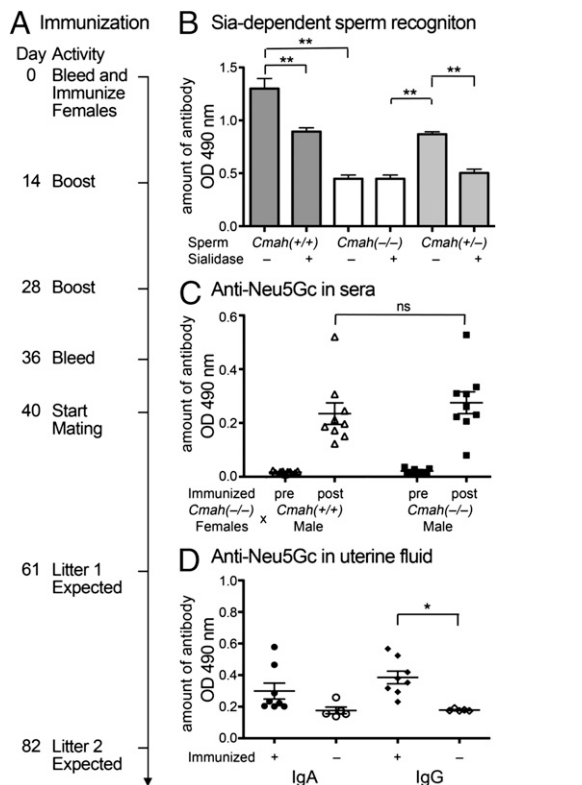 A Immunization
Day Activity
0 Bleed and
Immunize
Females
14 Boost
28 Boost
36 Bleed
40 Start
Mating
61 Litter 1
Expected
82 Litter 2
Expected
B Sia-dependent sperm recogniton
amount of antibody
OD 490 nm
1.5
1.0
0.5
0.0
**
**
**
**
Sperm Cmah(+/+) Cmah(–/–) Cmah(+/–)
Sialidase – + – + – +
C Anti-Neu5Gc in sera
amount of antibody
OD 490 nm
0.6
0.4
0.2
0.0
ns
Immunized pre post pre post
Cmah(–/–) x Cmah(+/+) Cmah(–/–)
Females Male Male
D Anti-Neu5Gc in uterine fluid
amount of antibody
OD 490 nm
1.0
0.8
0.6
0.4
0.2
0.0
*
Immunized + – + –
IgA IgG